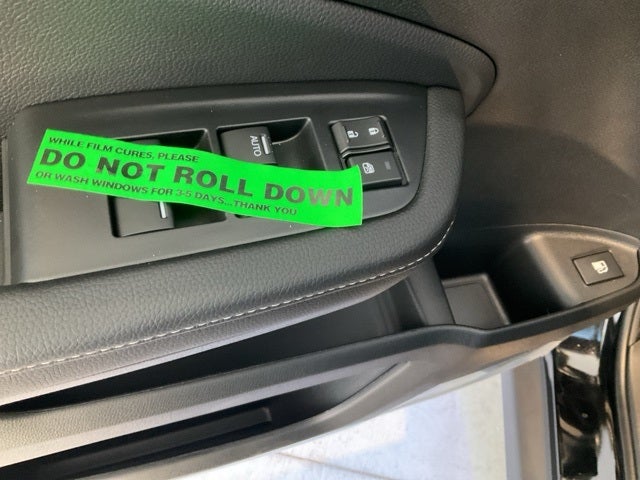 WHILE FILM CURES, PLEASE
DO NOT ROLL DOWN
OR WASH WINDOWS FOR 3-5 DAYS...THANK YOU
AUTO